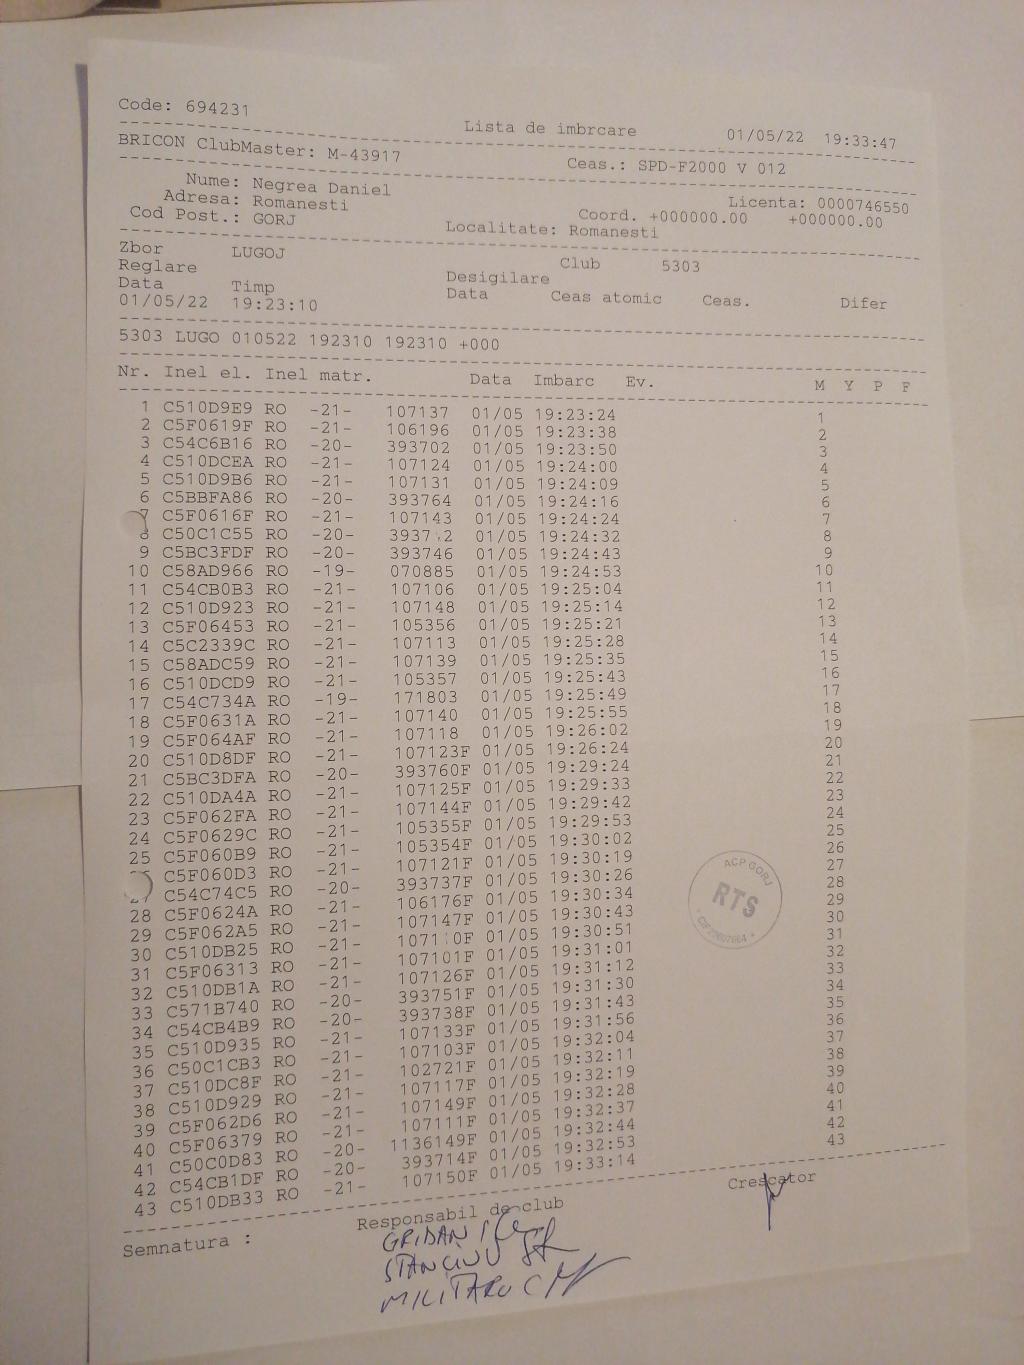 Code: 694231
Lista de imbrcare 01/05/22 19:33:47
BRICON ClubMaster: M-43917 Ceas.: SPD-F2000 V 012
Nume: Negrea Daniel Licenta: 0000746550
Adresa: Romanesti Coord. +000000.00 +000000.00
Cod Post.: GORJ Localitate: Romanesti
Zbor LUGOJ Club 5303
Reglare Desigilare
Data Timp Data Ceas atomic Ceas. Difer
01/05/22 19:23:10
5303 LUGO 010522 192310 192310 +000
Nr. Inel el. Inel matr. Data Imbarc Ev. M Y P F
1 C510D9E9 RO -21- 107137 01/05 19:23:24 1
2 C5F0619F RO -21- 106196 01/05 19:23:38 2
3 C54C6B16 RO -20- 393702 01/05 19:23:50 3
4 C510DCEA RO -21- 107124 01/05 19:24:00 4
5 C510D9B6 RO -21- 107131 01/05 19:24:09 5
6 C5BBFA86 RO -20- 393764 01/05 19:24:16 6
7 C5F0616F RO -21- 107143 01/05 19:24:24 7
8 C50C1C55 RO -20- 01/05 19:24:32 8
9 C5BC3FDF RO -20- 393746 01/05 19:24:43 9
10 C58AD966 RO -19- 070885 01/05 19:24:53 10
11 C54CB0B3 RO -21- 107106 01/05 19:25:04 11
12 C510D923 RO -21- 107148 01/05 19:25:14 12
13 C5F06453 RO -21- 105356 01/05 19:25:21 13
14 C5C2339C RO -21- 107113 01/05 19:25:28 14
15 C58ADC59 RO -21- 107139 01/05 19:25:35 15
16 C510DCD9 RO -21- 105357 01/05 19:25:43 16
17 C54C734A RO -19- 171803 01/05 19:25:49 17
18 C5F0631A RO -21- 107140 01/05 19:25:55 18
19 C5F064AF RO -21- 107118 01/05 19:26:02 19
20 C510D8DF RO -21- 107123F 01/05 19:26:24 20
21 C5BC3DFA RO -20- 393760F 01/05 19:29:24 21
22 C510DA4A RO -21- 107125F 01/05 19:29:33 22
23 C5F062FA RO -21- 107144F 01/05 19:29:42 23
24 C5F0629C RO -21- 105355F 01/05 19:29:53 24
25 C5F060B9 RO -21- 105354F 01/05 19:30:02 25
C5F060D3 RO -21- 107121F 01/05 19:30:19 26
C54C74C5 RO -20- 393737F 01/05 19:30:26 27
28 C5F0624A RO -21- 106176F 01/05 19:30:34 28
29 C5F062A5 RO -21- 107147F 01/05 19:30:43 29
30 C510DB25 RO -21- 01/05 19:30:51 30
31 C5F06313 RO -21- 107101F 01/05 19:31:01 31
32 C510DB1A RO -21- 107126F 01/05 19:31:12 32
33 C571B740 RO -20- 393751F 01/05 19:31:30 33
34 C54CB4B9 RO -20- 393738F 01/05 19:31:43 34
35 C510D935 RO -21- 107133F 01/05 19:31:56 35
36 C50C1CB3 RO -21- 107103F 01/05 19:32:04 36
37 C510DC8F RO -21- 102721F 01/05 19:32:11 37
38 C510D929 RO -21- 107117F 01/05 19:32:19 38
39 C5F062D6 RO -21- 107149F 01/05 19:32:28 39
40 C5F06379 RO -21- 107111F 01/05 19:32:37 40
41 C50C0D83 RO -20- 1136149F 01/05 19:32:44 41
42 C54CB1DF RO -20- 393714F 01/05 19:32:53 42
43 C510DB33 RO -21- 107150F 01/05 19:33:14 43
ACP GORJ
RTS
Semnatura : Responsabil de club Crescator
GRIDAN I
STANCIU
MILITARU C